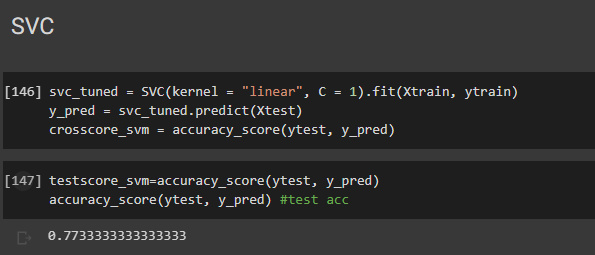 SVC
[146] svc_tuned = SVC(kernel = "linear", C = 1).fit(Xtrain, ytrain)
y_pred = svc_tuned.predict(Xtest)
crosscore_svm = accuracy_score(ytest, y_pred)
[147] testscore_svm=accuracy_score(ytest, y_pred)
accuracy_score(ytest, y_pred) #test acc
0.7733333333333333